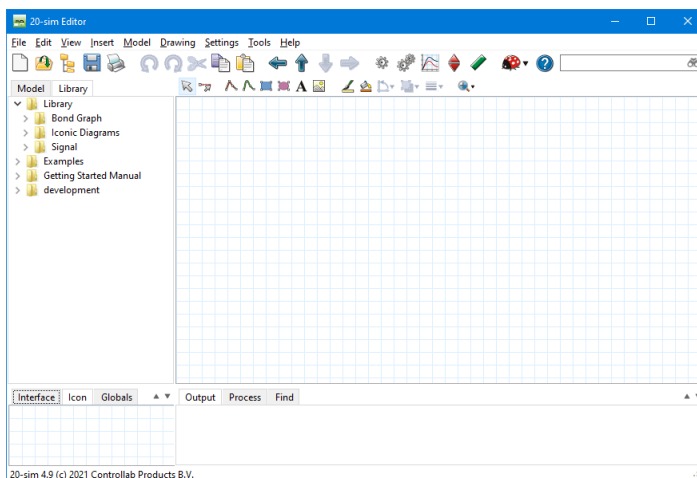 20-sim Editor
File Edit View Insert Model Drawing Settings Tools Help
Model Library
A
Library
Bond Graph
Iconic Diagrams
Signal
Examples
Getting Started Manual
development
Interface Icon Globals
Output Process Find
20-sim 4.9 (c) 2021 Controllab Products B.V.